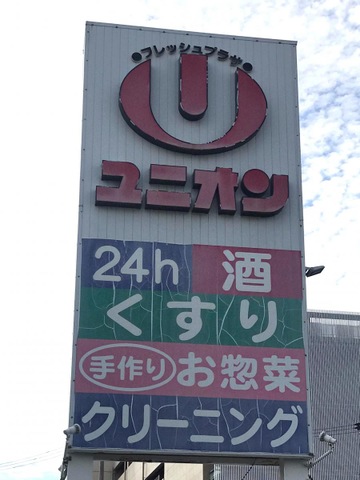 ●フレッシュプラザ●
U
ユニオン
24h 酒
くすり
手作り お惣菜
クリーニング